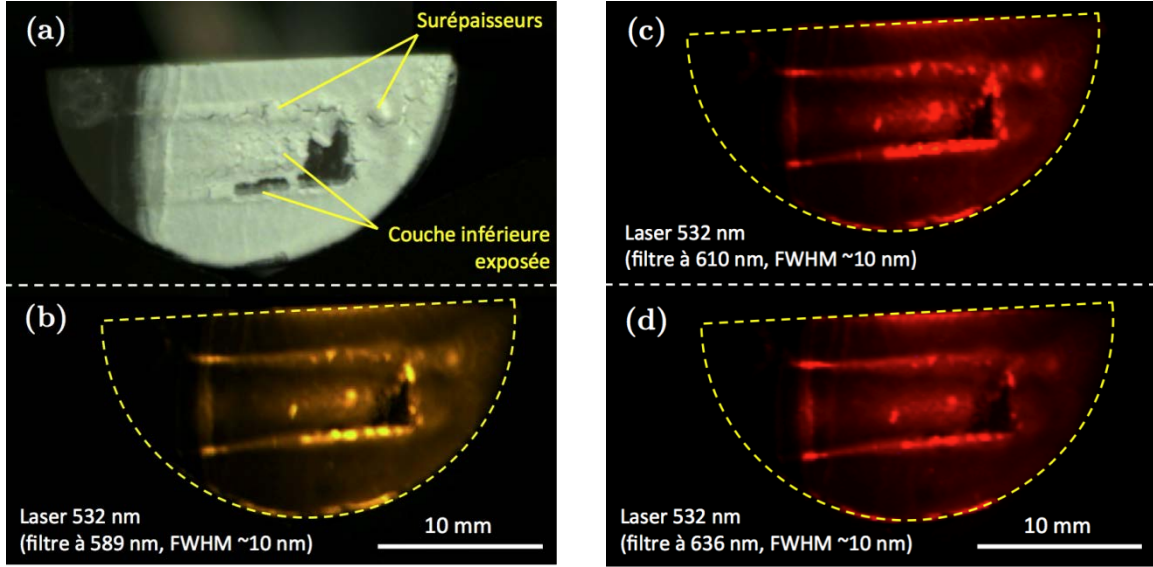 (a)
Surépaisseurs
Couche inférieure
exposée
(b)
Laser 532 nm
(filtre à 589 nm, FWHM ~10 nm)
10 mm
(c)
Laser 532 nm
(filtre à 610 nm, FWHM ~10 nm)
(d)
Laser 532 nm
(filtre à 636 nm, FWHM ~10 nm)
10 mm